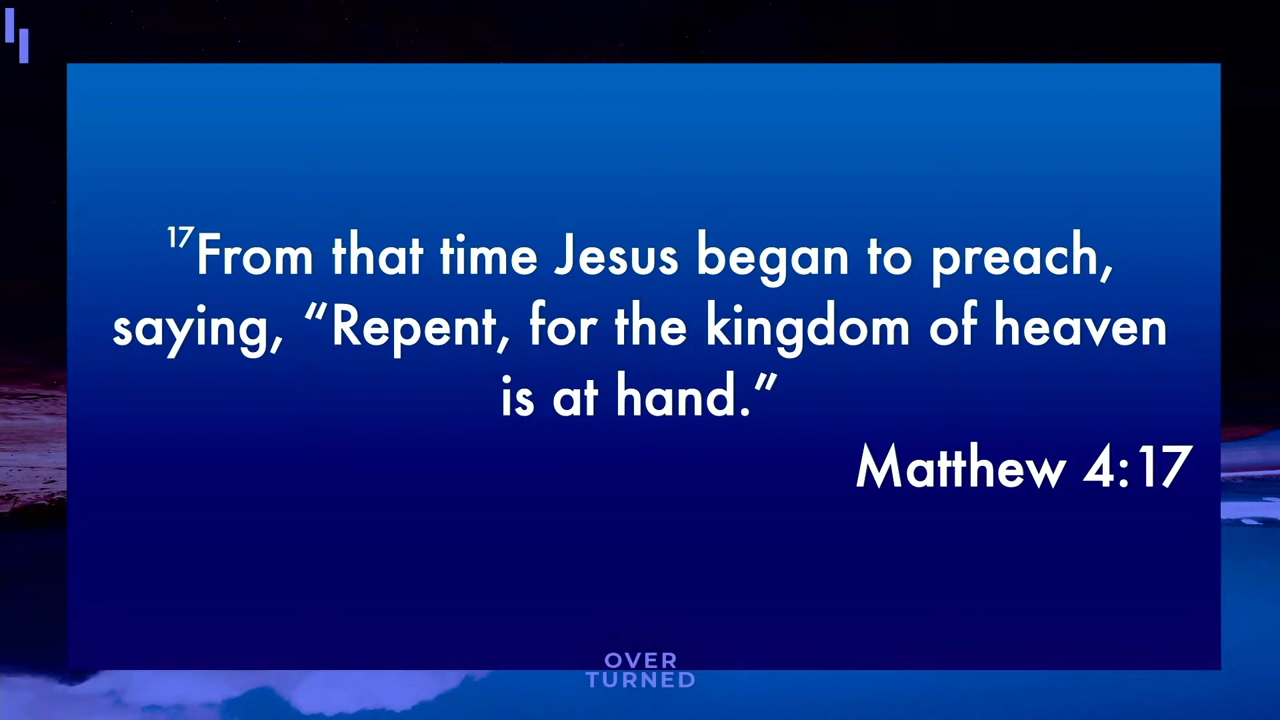 ¹⁷From that time Jesus began to preach,
saying, “Repent, for the kingdom of heaven
is at hand.”
Matthew 4:17
OVER
TURNED